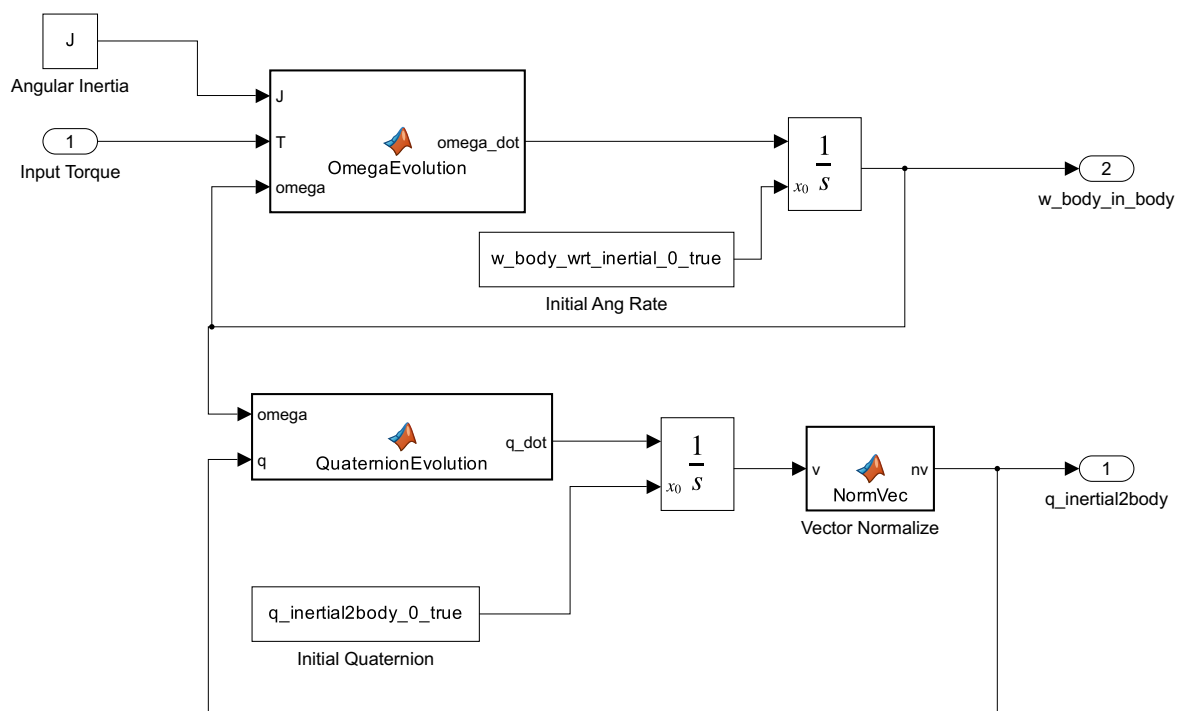 J
Angular Inertia
1
Input Torque
J
T
omega
omega_dot
OmegaEvolution
1
s
x0
w_body_wrt_inertial_0_true
Initial Ang Rate
2
w_body_in_body
omega
q
q_dot
QuaternionEvolution
1
s
x0
v
nv
NormVec
Vector Normalize
1
q_inertial2body
q_inertial2body_0_true
Initial Quaternion